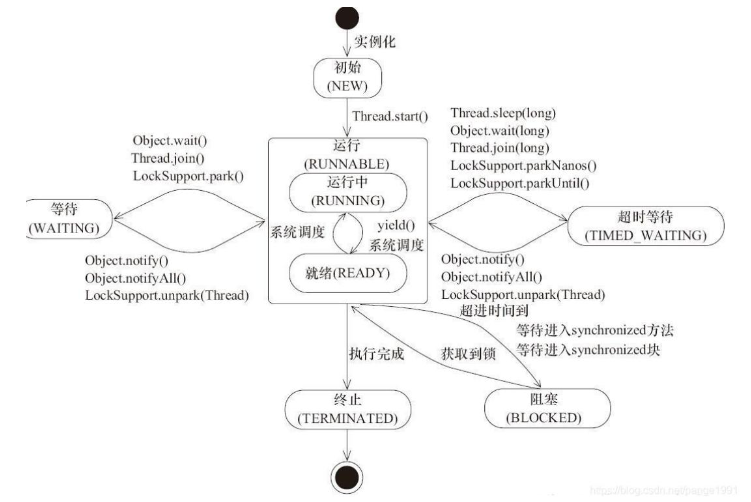 实例化
初始
(NEW)
Thread.start()
Object.wait()
Thread.join()
LockSupport.park()
运行
(RUNNABLE)
运行中
(RUNNING)
系统调度
yield()
系统调度
就绪(READY)
Thread.sleep(long)
Object.wait(long)
Thread.join(long)
LockSupport.parkNanos()
LockSupport.parkUntil()
等待
(WAITING)
超时等待
(TIMED_WAITING)
Object.notify()
Object.notifyAll()
LockSupport.unpark(Thread)
Object.notify()
Object.notifyAll()
LockSupport.unpark(Thread)
超进时间到
等待进入synchronized方法
等待进入synchronized块
执行完成
获取到锁
终止
(TERMINATED)
阻塞
(BLOCKED)